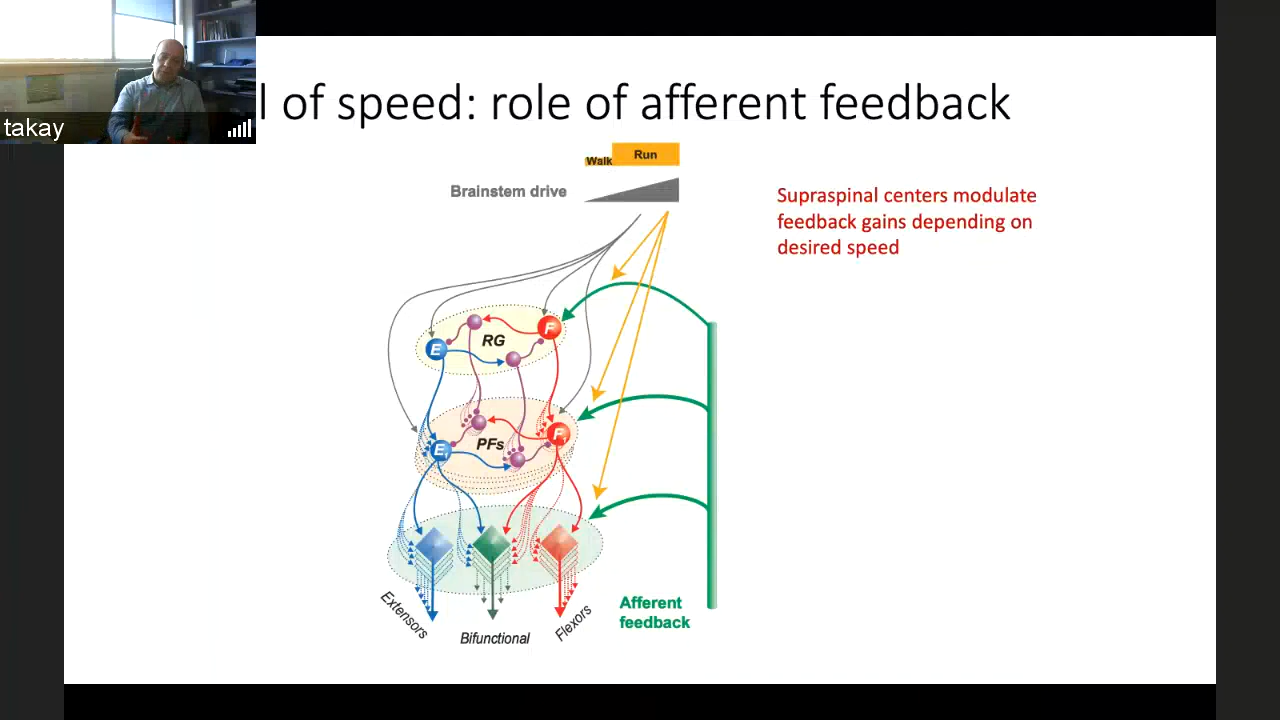 takay
l of speed: role of afferent feedback
Walk
Run
Brainstem drive
Supraspinal centers modulate
feedback gains depending on
desired speed
F
RG
E
F
PFs
E
Extensors
Bifunctional
Flexors
Afferent
feedback